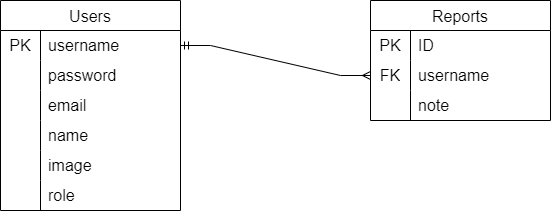 Users
PK username
password
email
name
image
role
Reports
PK ID
FK username
note